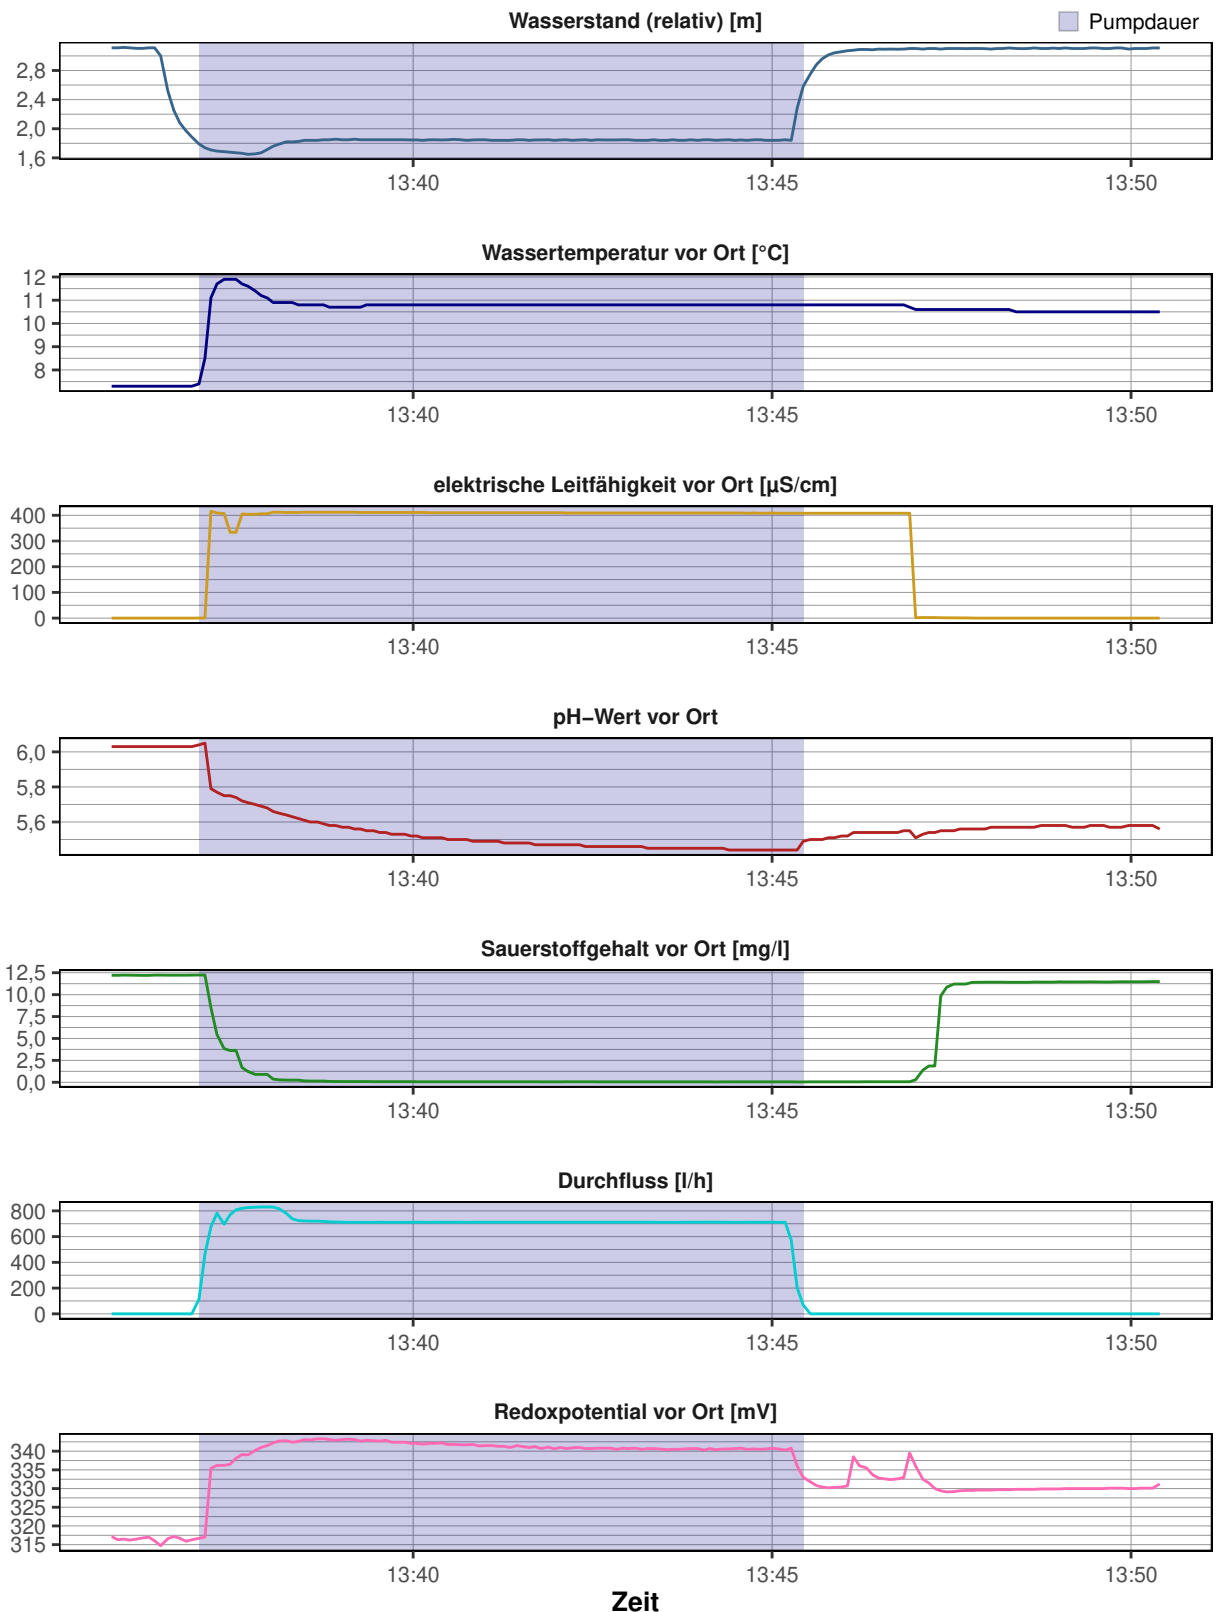 Wasserstand (relativ) [m]
Pumpdauer
2,8
2,4
2,0
1,6
13:40 13:45 13:50
Wassertemperatur vor Ort [°C]
12
11
10
9
8
13:40 13:45 13:50
elektrische Leitfähigkeit vor Ort [µS/cm]
400
300
200
100
0
13:40 13:45 13:50
pH−Wert vor Ort
6,0
5,8
5,6
13:40 13:45 13:50
Sauerstoffgehalt vor Ort [mg/l]
12,5
10,0
7,5
5,0
2,5
0,0
13:40 13:45 13:50
Durchfluss [l/h]
800
600
400
200
0
13:40 13:45 13:50
Redoxpotential vor Ort [mV]
340
335
330
325
320
315
13:40 13:45 13:50
Zeit